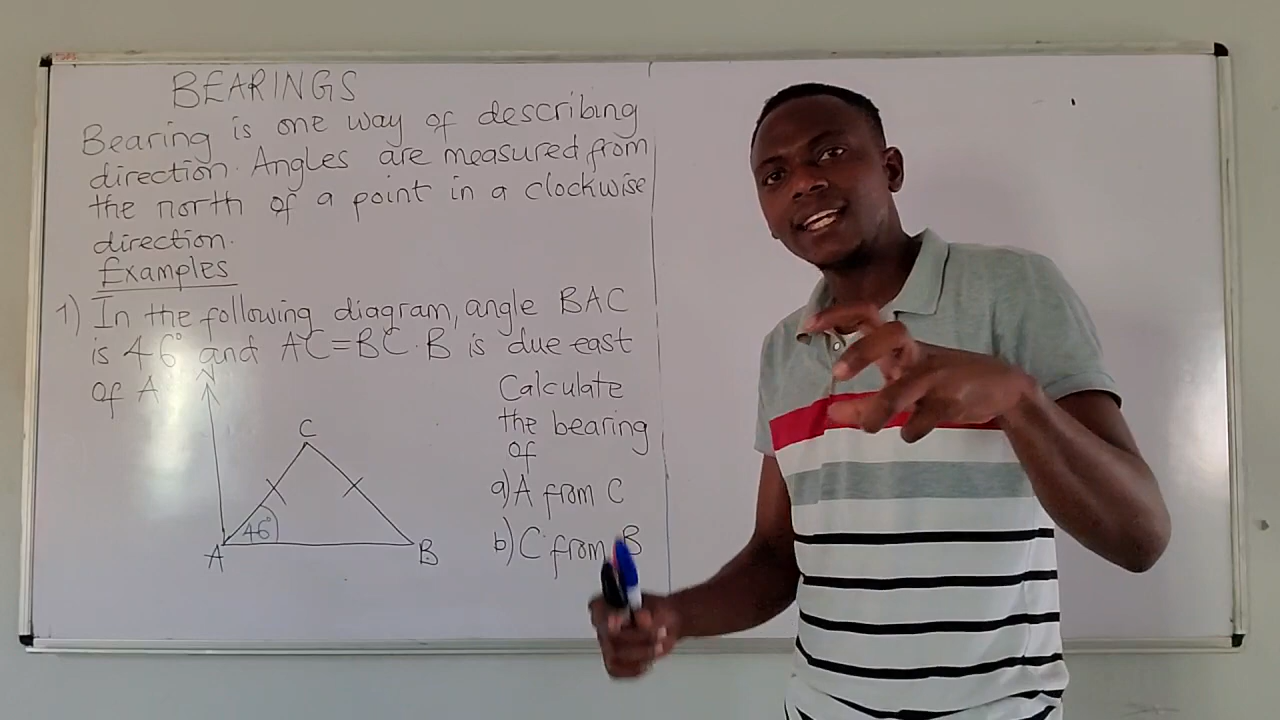 BEARINGS
Bearing is one way of describing
direction. Angles are measured from
the north of a point in a clockwise
direction.
Examples
1) In the following diagram, angle BAC
is 46° and AC=BC. B is due east
of A
N
C
46°
A
B
Calculate
the bearing
of
a) A from C
b) C from B